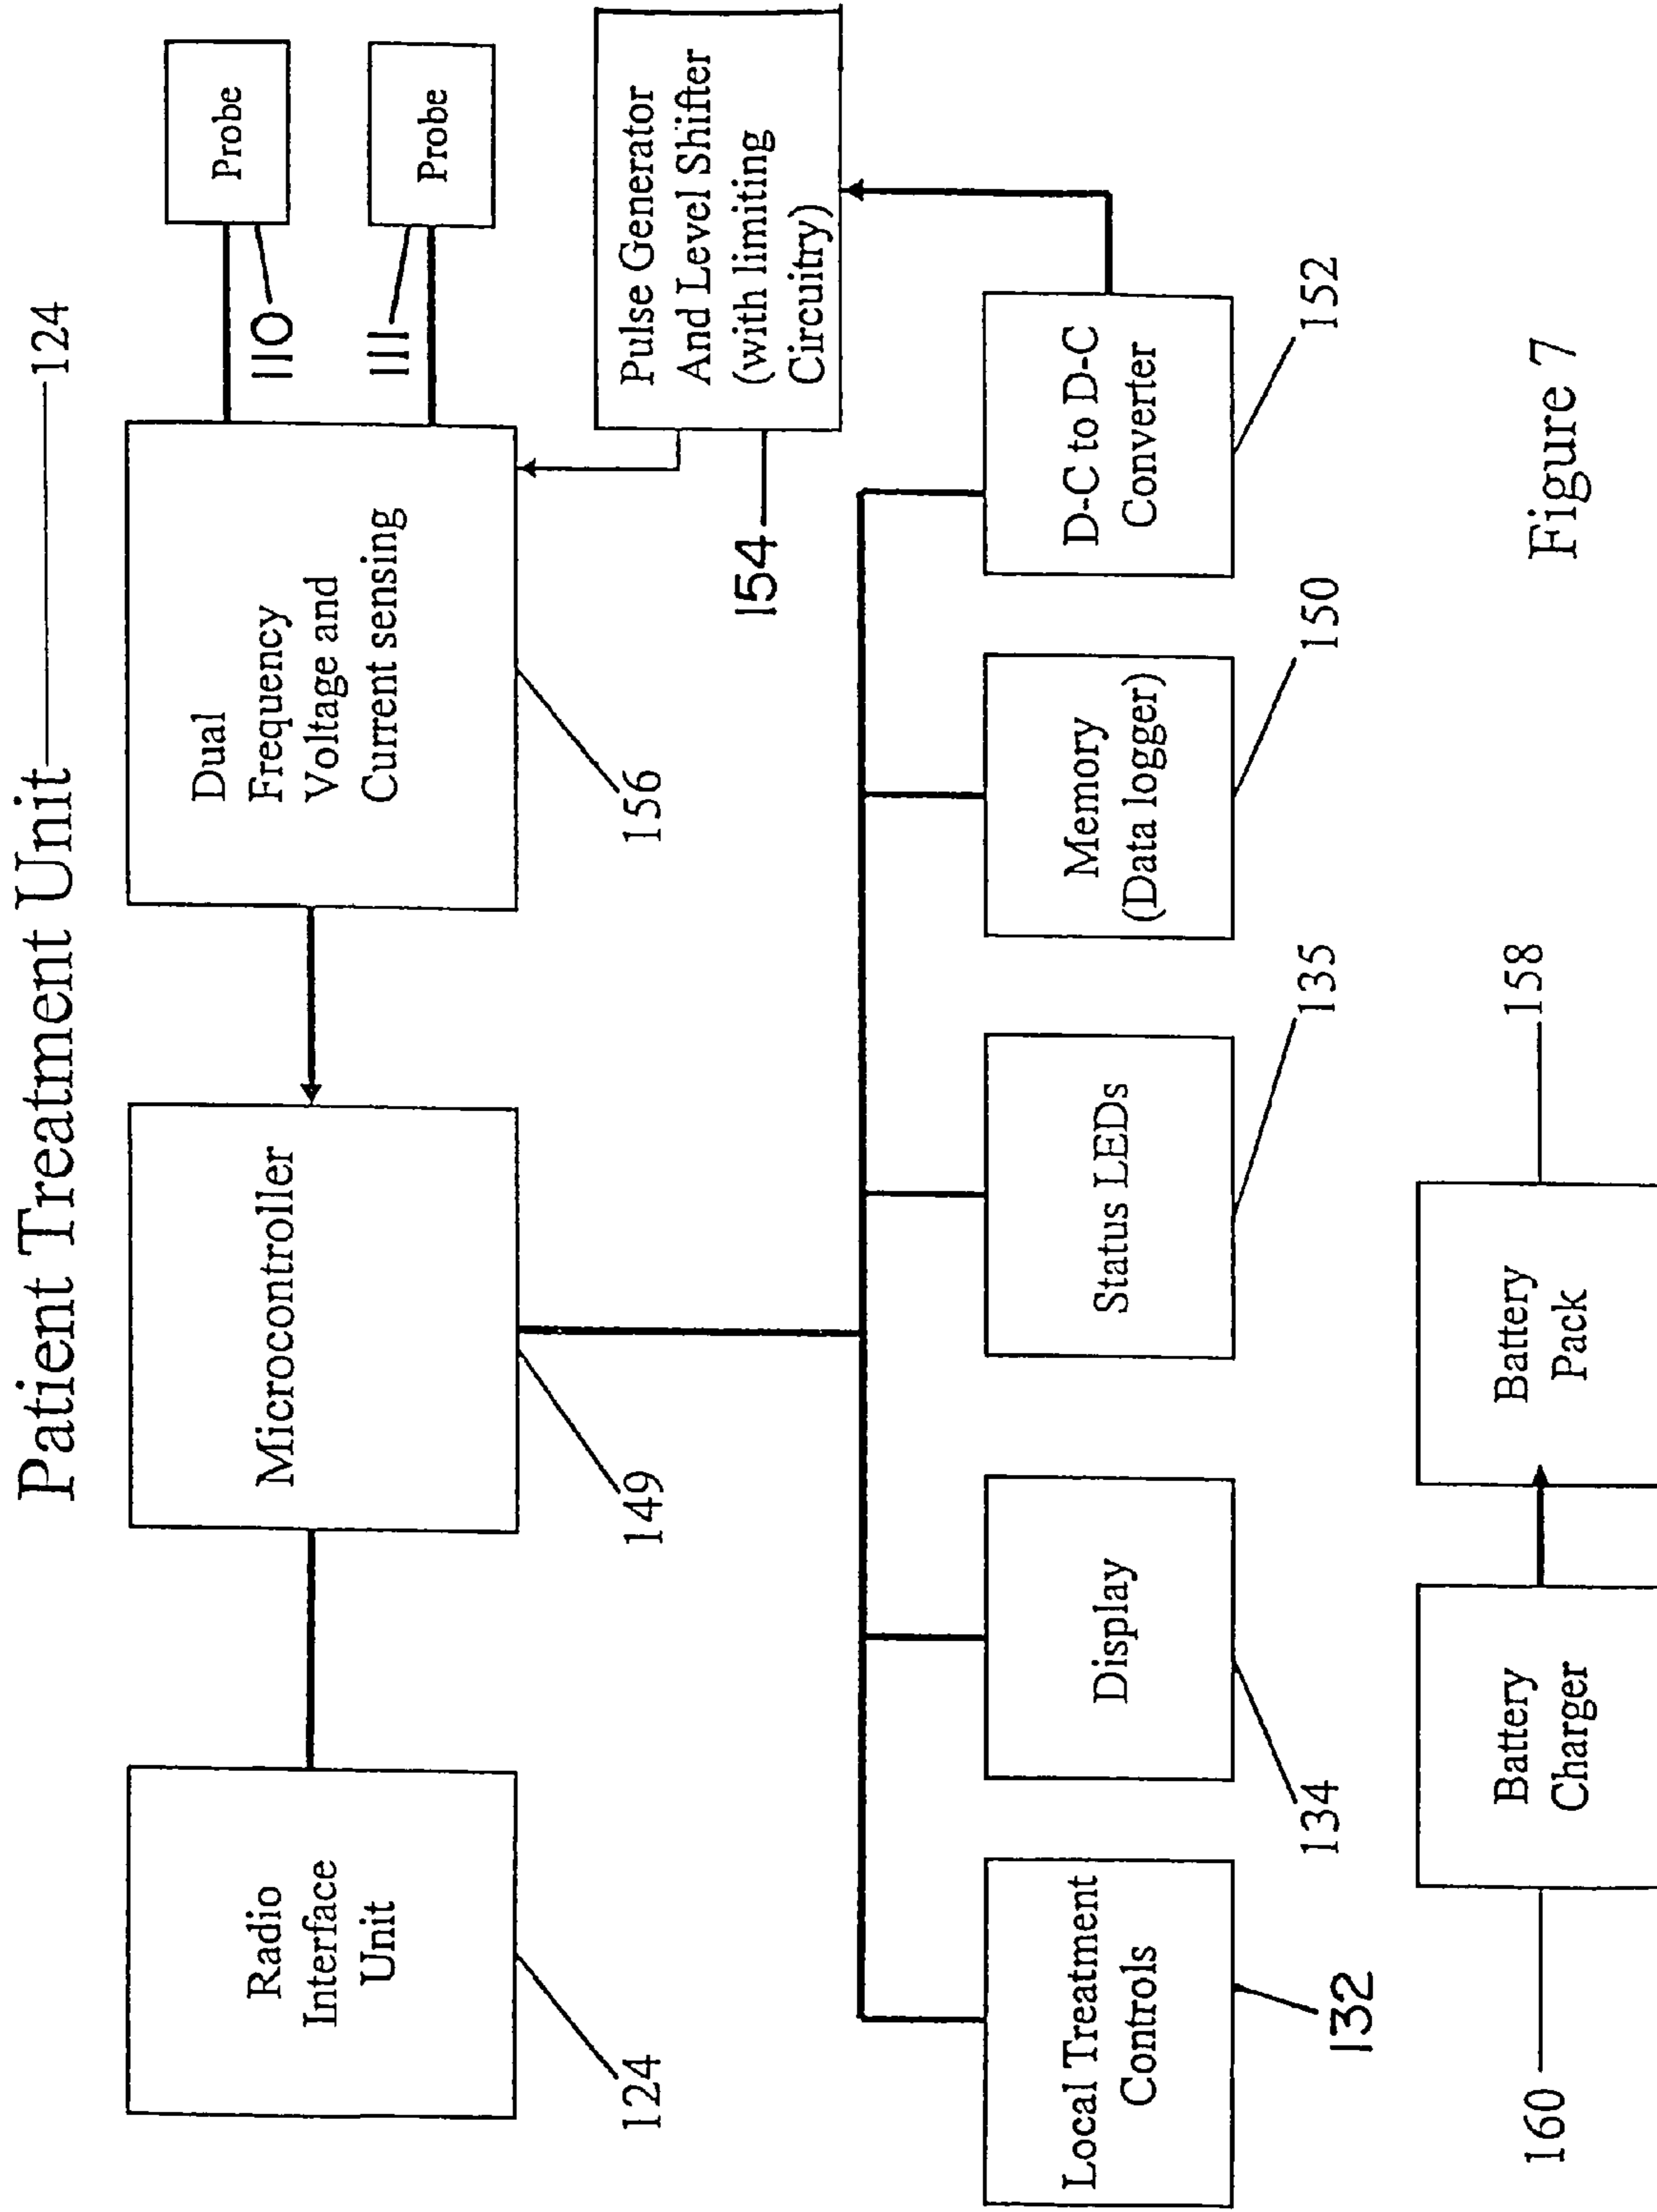 Patient Treatment Unit 124
Radio
Interface
Unit
124
Microcontroller
149
Dual
Frequency
Voltage and
Current sensing
156
Probe
110
Probe
111
Pulse Generator
And Level Shifter
(with limiting
Circuitry)
154
Local Treatment
Controls
132
Display
134
Status LEDs
135
Memory
(Data logger)
150
D-C to D-C
Converter
152
160
Battery
Charger
Battery
Pack
158
Figure 7